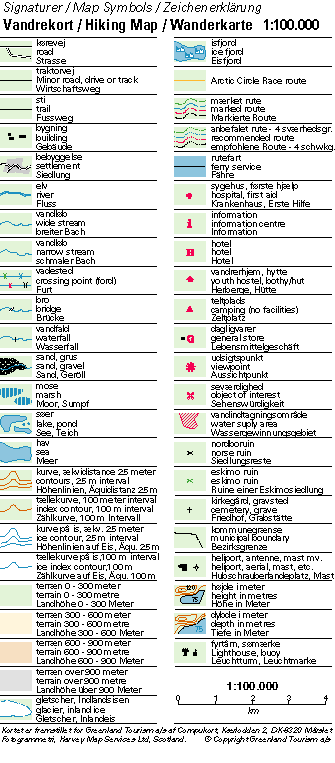 Signaturer / Map Symbols / Zeichenerklärung
Vandrekort / Hiking Map / Wanderkarte 1:100.000
kørevej
road
Strasse
traktorvej
Minor road, drive or track
Wirtschaftsweg
sti
trail
Fussweg
bygning
building
Gebäude
bebyggelse
settlement
Siedlung
elv
river
Fluss
vandløb
wide stream
breiter Bach
vandløb
narrow stream
schmaler Bach
vadested
crossing point (ford)
Furt
bro
bridge
Brücke
vandfald
waterfall
Wasserfall
sand, grus
sand, gravel
Sand, Geröll
mose
marsh
Moor, Sumpf
søer
lake, pond
See, Teich
hav
sea
Meer
kurve, ækvidistance 25 meter
contours, 25 m interval
Höhenlinien, Äquidistanz 25 m
tællekurve, 100 meter interval
index contour, 100 m interval
Zählkurve, 100 m Intervall
kurve på is, ækv. 25 m
ice contour, 25 m interval
Höhenlinien auf Eis, Äqu. 25 m
tællekurve på is, 100 m interval
ice index contour, 100 m
Zählkurve auf Eis, Äqu. 100 m
terræn 0 - 300 meter
terrain 0 - 300 metre
Landhöhe 0 - 300 Meter
terræn 300 - 600 meter
terrain 300 - 600 metre
Landhöhe 300 - 600 Meter
terræn 600 - 900 meter
terrain 600 - 900 metre
Landhöhe 600 - 900 Meter
terræn over 900 meter
terrain over 900 metre
Landhöhe über 900 Meter
gletscher, Indlandsisen
glacier, inland ice
Gletscher, Inlandeis
isfjord
ice fjord
Eisfjord
Arctic Circle Race route
mærket route
marked route
Markierte Route
anbefalet rute - 4 sværhedsgr.
recommended route
empfohlene Route - 4 schwkg.
rutefart
ferry service
Fähre
sygehus, første hjælp
hospital, first aid
Krankenhaus, Erste Hilfe
information
information centre
Information
hotel
hotel
Hotel
vandrerhjem, hytte
youth hostel, bothy/hut
Herberge, Hütte
teltplads
camping (no facilities)
Zeltplatz
dagligvarer
general store
Lebensmittelgeschäft
udsigtspunkt
viewpoint
Aussichtpunkt
seværdighed
object of interest
Sehenswürdigkeit
vandindtagningsområde
water suply area
Wassergewinnungsgebiet
nordboruin
norse ruin
Siedlungsreste
eskimo ruin
eskimo ruin
Ruine einer Eskimosiedlung
kirkegård, gravsted
cemetery, grave
Friedhof, Grabstätte
kommunegrænse
municipal boundary
Bezirksgrenze
heliport, antenne, mast mv.
heliport, aerial, mast, etc.
Hubschrauberlandeplatz, Mast
højde i meter
height in metres
Höhe in Meter
dybde i meter
depth in metres
Tiefe in Meter
fyrtårn, sømærke
Lighthouse, buoy
Leuchtturm, Leuchtmarke
1:100.000
0 2 4
km
Kortet er fremstillet for Greenland Tourism a/s af Compukort, Keglodden 2, DK-6320 Måløv
Fotogrammetri, Harvey Map Services Ltd, Scotland. © Copyright Greenland Tourism a/s